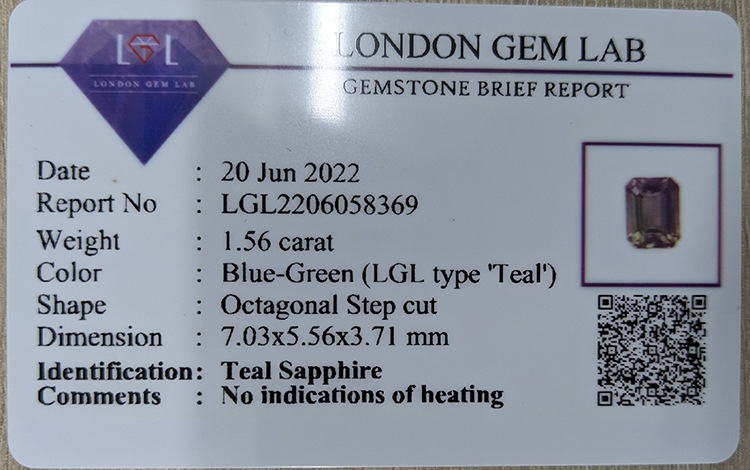 LGL
LONDON GEM LAB
LONDON GEM LAB
GEMSTONE BRIEF REPORT
Date : 20 Jun 2022
Report No : LGL2206058369
Weight : 1.56 carat
Color : Blue-Green (LGL type 'Teal')
Shape : Octagonal Step cut
Dimension : 7.03x5.56x3.71 mm
Identification: Teal Sapphire
Comments : No indications of heating